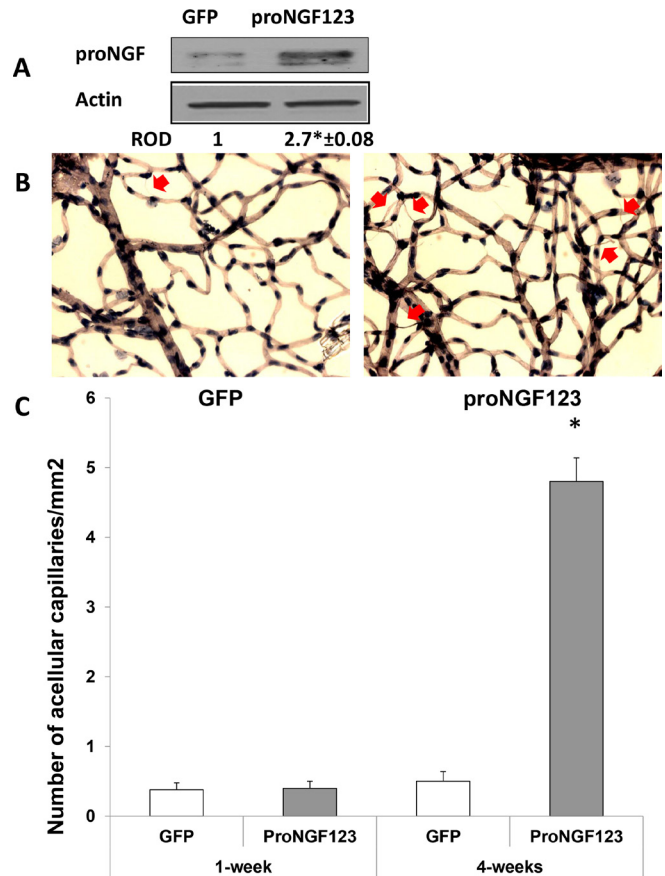 GFP proNGF123
A
proNGF
Actin
ROD 1 2.7*±0.08
B
GFP proNGF123
C
Number of acellular capillaries/mm2
6
5
4
3
2
1
0
*
GFP ProNGF123 GFP ProNGF123
1-week 4-weeks